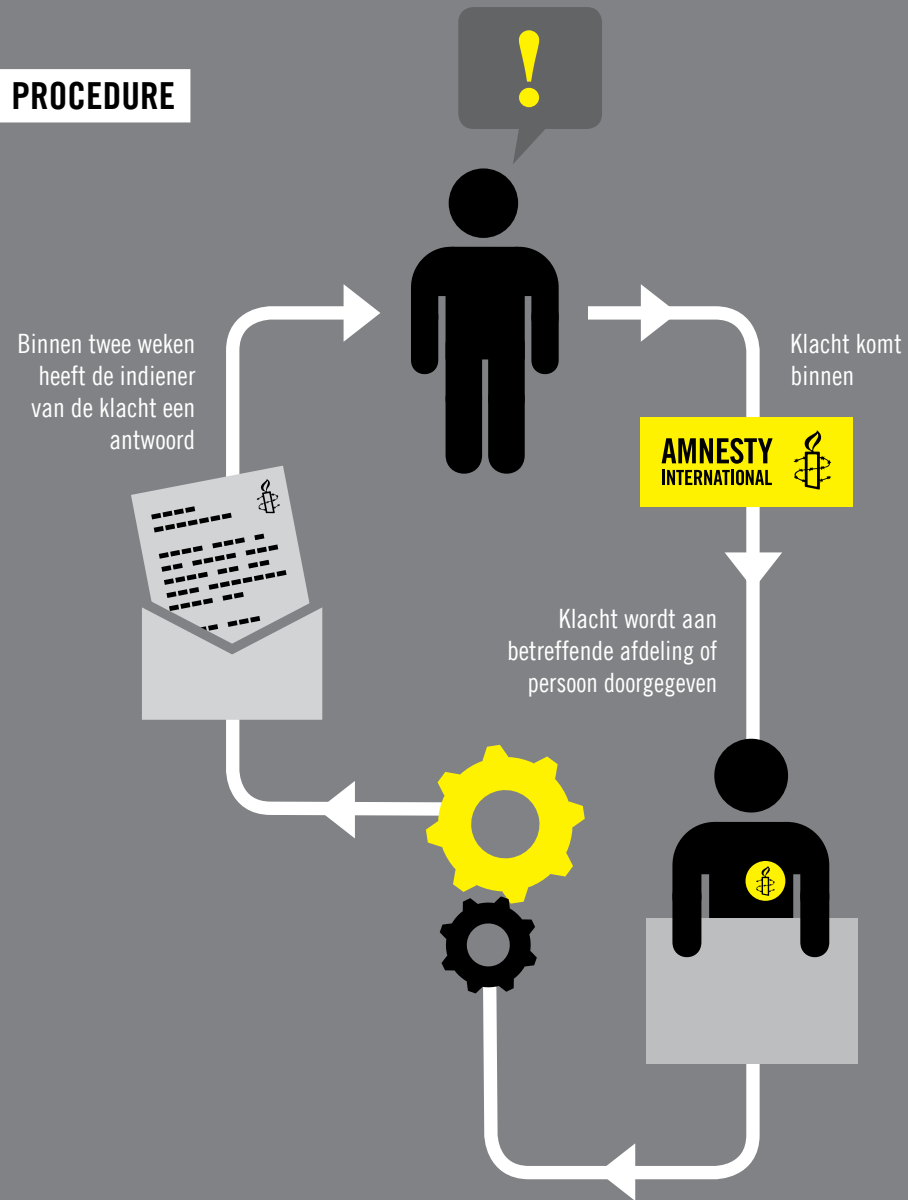 PROCEDURE
!
Binnen twee weken
heeft de indiener
van de klacht een
antwoord
Klacht komt
binnen
AMNESTY
INTERNATIONAL
Klacht wordt aan
betreffende afdeling of
persoon doorgegeven